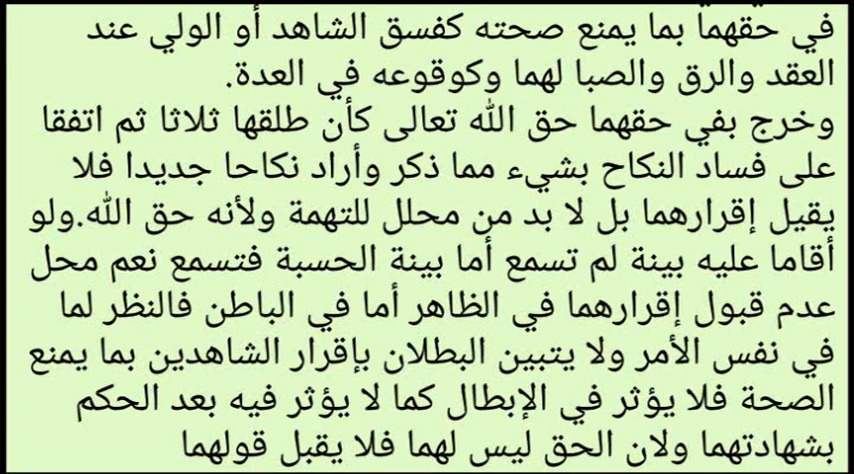 في حقهما بما يمنع صحته كفسق الشاهد أو الولي عند
العقد والرق والصبا لهما وكوقوعه في العدة.
وخرج بفي حقهما حق الله تعالى كأن طلقها ثلاثا ثم اتفقا
على فساد النكاح بشيء مما ذكر وأراد نكاحا جديدا فلا
يقيل إقرارهما بل لا بد من محلل للتهمة ولأنه حق الله.ولو
أقاما عليه بينة لم تسمع أما بينة الحسبة فتسمع نعم محل
عدم قبول إقرارهما في الظاهر أما في الباطن فالنظر لما
في نفس الأمر ولا يتبين البطلان بإقرار الشاهدين بما يمنع
الصحة فلا يؤثر في الإبطال كما لا يؤثر فيه بعد الحكم
بشهادتهما ولان الحق ليس لهما فلا يقبل قولهما